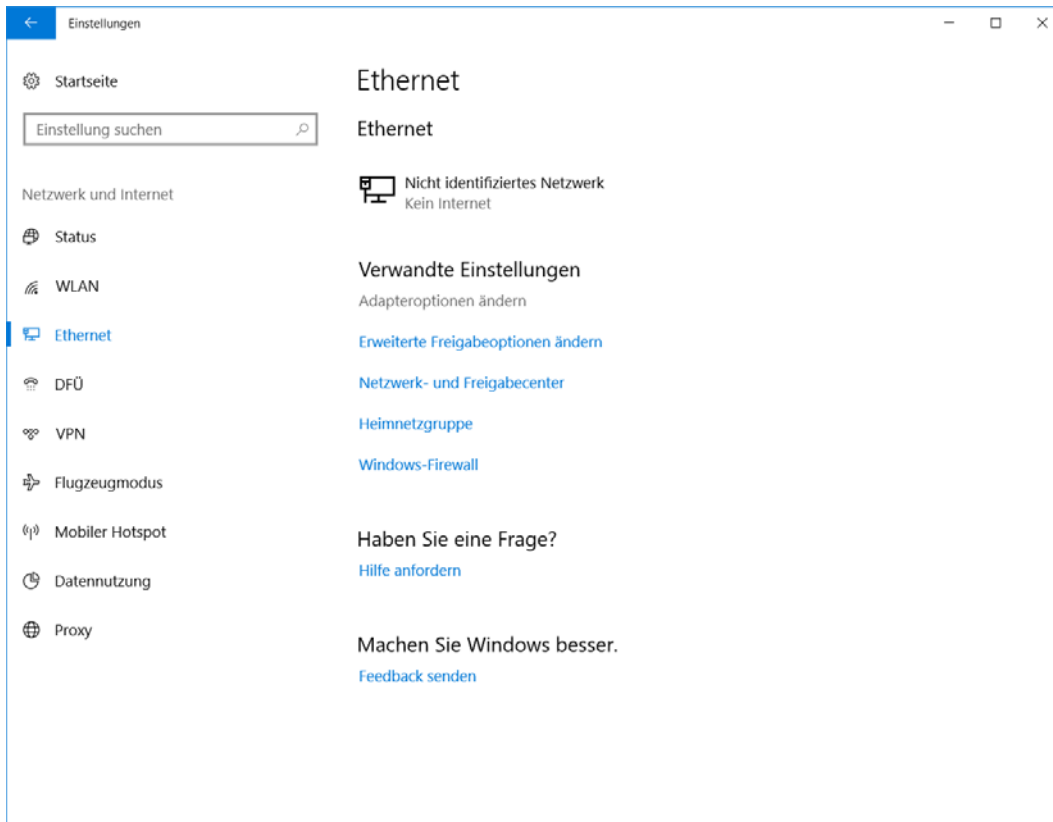 Einstellungen
Startseite
Einstellung suchen
Netzwerk und Internet
Status
WLAN
Ethernet
DFÜ
VPN
Flugzeugmodus
Mobiler Hotspot
Datennutzung
Proxy
Ethernet
Ethernet
Nicht identifiziertes Netzwerk
Kein Internet
Verwandte Einstellungen
Adapteroptionen ändern
Erweiterte Freigabeoptionen ändern
Netzwerk- und Freigabecenter
Heimnetzgruppe
Windows-Firewall
Haben Sie eine Frage?
Hilfe anfordern
Machen Sie Windows besser.
Feedback senden